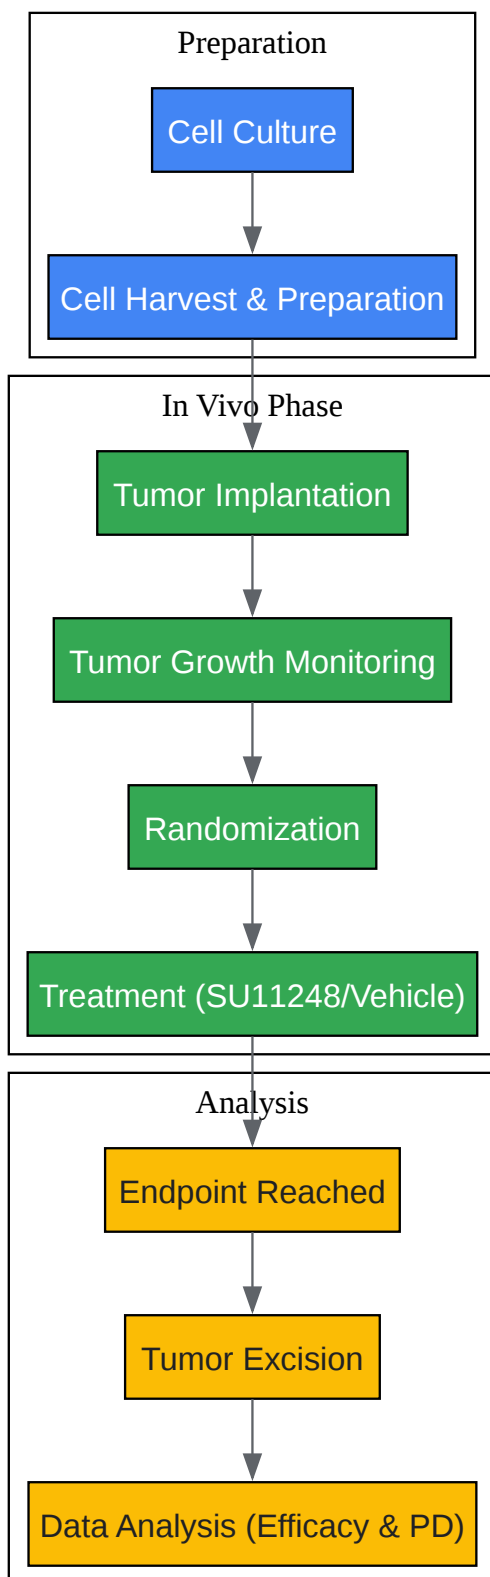 Preparation
Cell Culture
Cell Harvest & Preparation
In Vivo Phase
Tumor Implantation
Tumor Growth Monitoring
Randomization
Treatment (SU11248/Vehicle)
Analysis
Endpoint Reached
Tumor Excision
Data Analysis (Efficacy & PD)